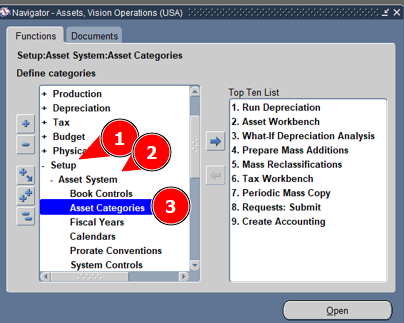 Navigator - Assets, Vision Operations (USA)
Functions
Documents
Setup:Asset System:Asset Categories
Define categories
+ Production
+ Depreciation
+ Tax
+ Budget
+ Physica
- Setup
- Asset System
Book Controls
Asset Categories
Fiscal Years
Calendars
Prorate Conventions
System Controls
1
2
3
Top Ten List
1. Run Depreciation
2. Asset Workbench
3. What-If Depreciation Analysis
4. Prepare Mass Additions
5. Mass Reclassifications
6. Tax Workbench
7. Periodic Mass Copy
8. Requests: Submit
9. Create Accounting
Open